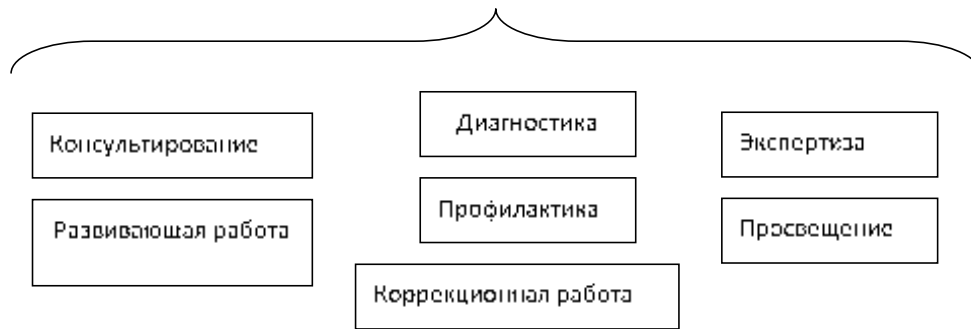 Консультирование
Диагностика
Экспертиза
Развивающая работа
Профилактика
Просвещение
Коррекционная работа